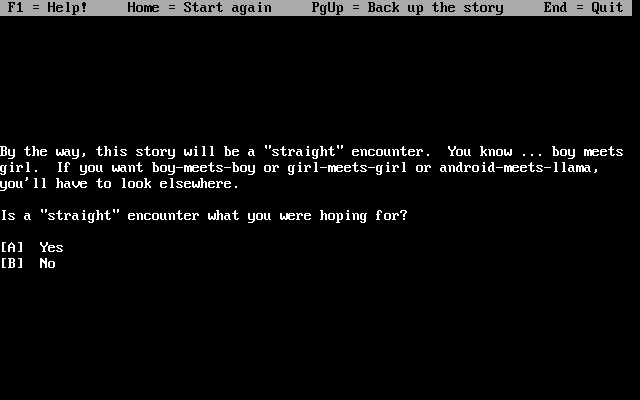 F1 = Help!     Home = Start again     PgUp = Back up the story     End = Quit
By the way, this story will be a "straight" encounter.  You know ... boy meets
girl.  If you want boy-meets-boy or girl-meets-girl or android-meets-llama,
you'll have to look elsewhere.
Is a "straight" encounter what you were hoping for?
[A]  Yes
[B]  No